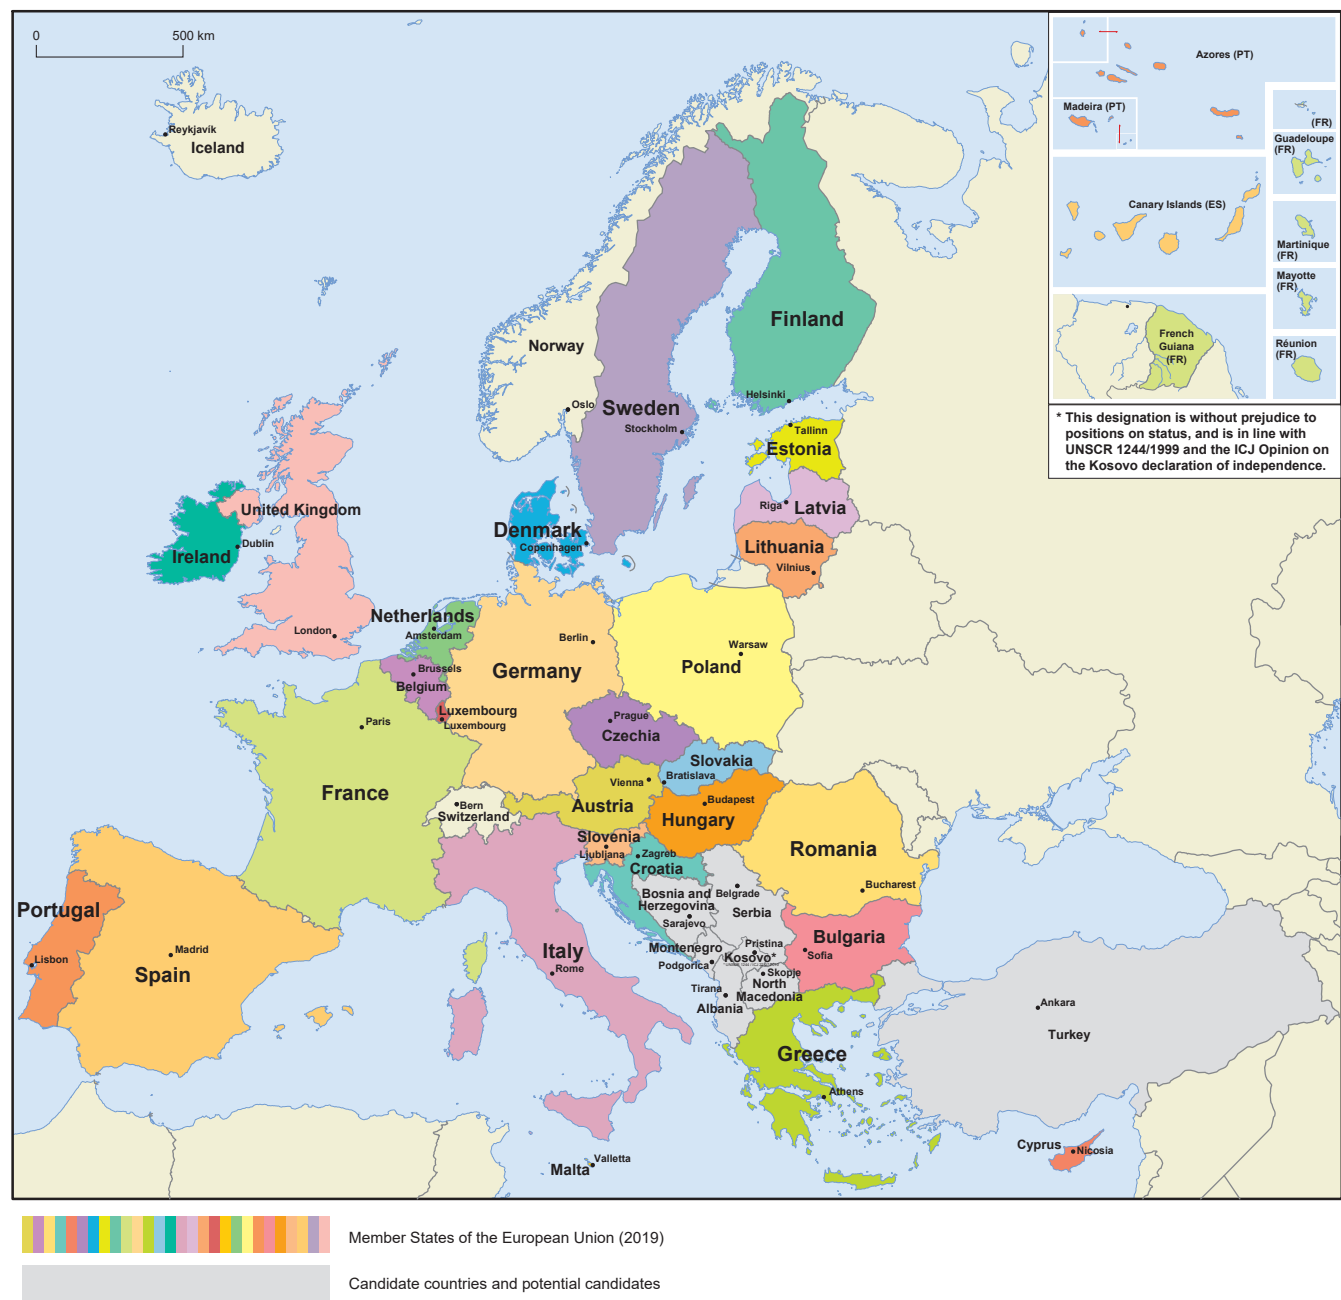 0
500 km
Reykjavik
Iceland
Norway
Oslo
Sweden
Stockholm
Finland
Helsinki
Tallinn
Estonia
Riga
Latvia
Lithuania
Vilnius
United Kingdom
Ireland
Dublin
London
Denmark
Copenhagen
Netherlands
Amsterdam
Brussels
Belgium
Luxembourg
Luxembourg
Berlin
Germany
Warsaw
Poland
Prague
Czechia
Slovakia
Bratislava
Vienna
Austria
Budapest
Hungary
Paris
France
Bern
Switzerland
Slovenia
Ljubljana
Zagreb
Croatia
Romania
Bucharest
Bosnia and
Herzegovina
Sarajevo
Belgrade
Serbia
Montenegro
Podgorica
Pristina
Kosovo*
Bulgaria
Sofia
Skopje
North
Macedonia
Tirana
Albania
Portugal
Lisbon
Madrid
Spain
Italy
Rome
Greece
Athens
Ankara
Turkey
Malta
Valletta
Cyprus
Nicosia
Azores (PT)
Madeira (PT)
(FR)
Guadeloupe
(FR)
Canary Islands (ES)
Martinique
(FR)
Mayotte
(FR)
French
Guiana
(FR)
Réunion
(FR)
* This designation is without prejudice to
positions on status, and is in line with
UNSCR 1244/1999 and the ICJ Opinion on
the Kosovo declaration of independence.
Member States of the European Union (2019)
Candidate countries and potential candidates